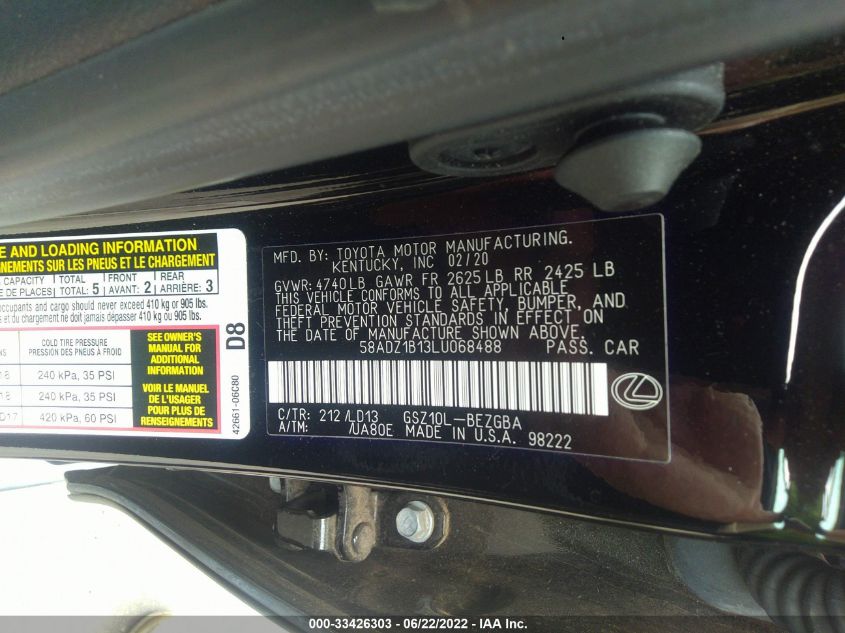 E AND LOADING INFORMATION
GNEMENTS SUR LES PNEUS ET LE CHARGEMENT
CAPACITY TOTAL 5 FRONT 2 REAR 3
DE PLACES: TOTAL: AVANT: ARRIÈRE:
occupants and cargo should never exceed 410 kg or 905 lbs.
et du chargement ne doit jamais dépasser 410 kg ou 905 lbs.
COLD TIRE PRESSURE
PRESSION DES PNEUS À FROID
240 kPa, 35 PSI
240 kPa, 35 PSI
420 kPa, 60 PSI
SEE OWNER'S
MANUAL FOR
ADDITIONAL
INFORMATION
VOIR LE MANUEL
DE L'USAGER
POUR PLUS DE
RENSEIGNEMENTS
D8
42661-06C80
MFD. BY: TOYOTA MOTOR MANUFACTURING.
KENTUCKY, INC 02/20
GVWR: 4740LB GAWR FR 2625LB RR 2425 LB
THIS VEHICLE CONFORMS TO ALL APPLICABLE
FEDERAL MOTOR VEHICLE SAFETY, BUMPER, AND
THEFT PREVENTION STANDARDS IN EFFECT ON
THE DATE OF MANUFACTURE SHOWN ABOVE.
58ADZ1B13LU068488 PASS. CAR
C/TR: 212/LD13 GSZ10L-BEZGBA
A/TM: /UA80E MADE IN U.S.A. 98222
000-33426303 - 06/22/2022 - IAA Inc.